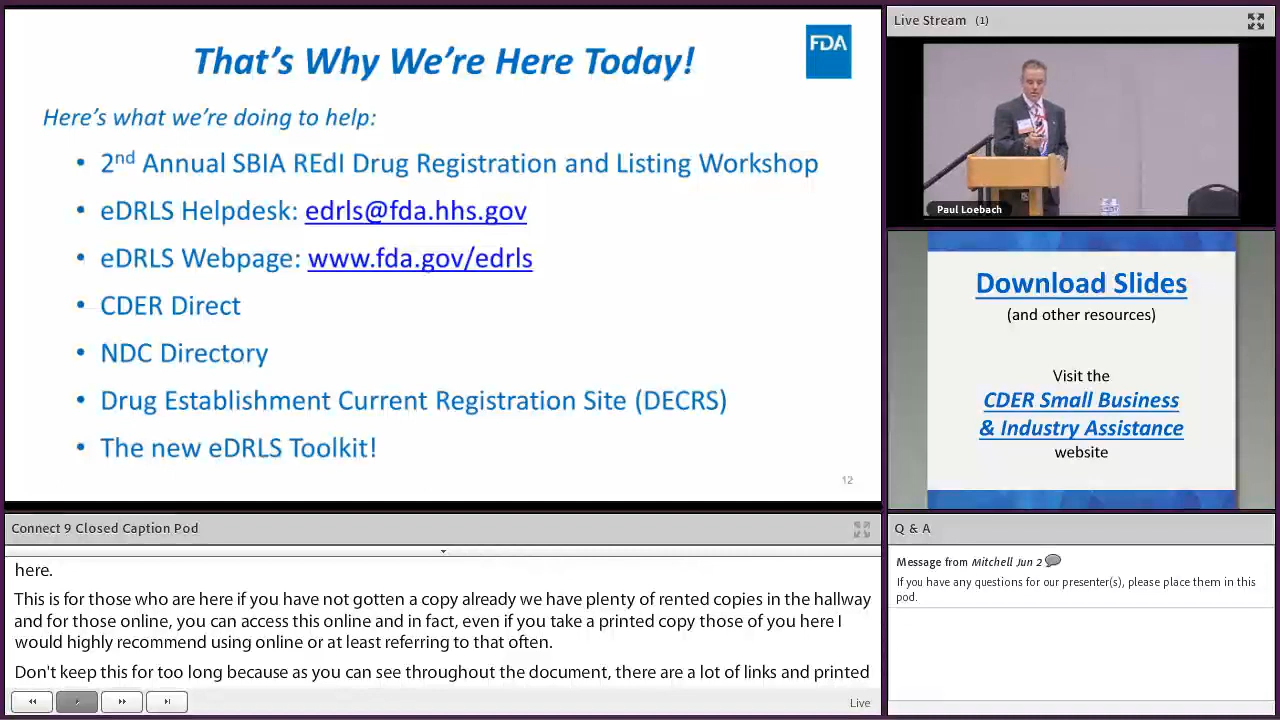 That's Why We're Here Today!
FDA
Here's what we're doing to help:
• 2nd Annual SBIA REdI Drug Registration and Listing Workshop
• eDRLS Helpdesk: edrls@fda.hhs.gov
• eDRLS Webpage: www.fda.gov/edrls
• CDER Direct
• NDC Directory
• Drug Establishment Current Registration Site (DECRS)
• The new eDRLS Toolkit!
12
Connect 9 Closed Caption Pod
here.
This is for those who are here if you have not gotten a copy already we have plenty of rented copies in the hallway
and for those online, you can access this online and in fact, even if you take a printed copy those of you here I
would highly recommend using online or at least referring to that often.
Don't keep this for too long because as you can see throughout the document, there are a lot of links and printed
Live
Live Stream (1)
Paul Loebach
Download Slides
(and other resources)
Visit the
CDER Small Business
& Industry Assistance
website
Q & A
Message from Mitchell Jun 2
If you have any questions for our presenter(s), please place them in this
pod.